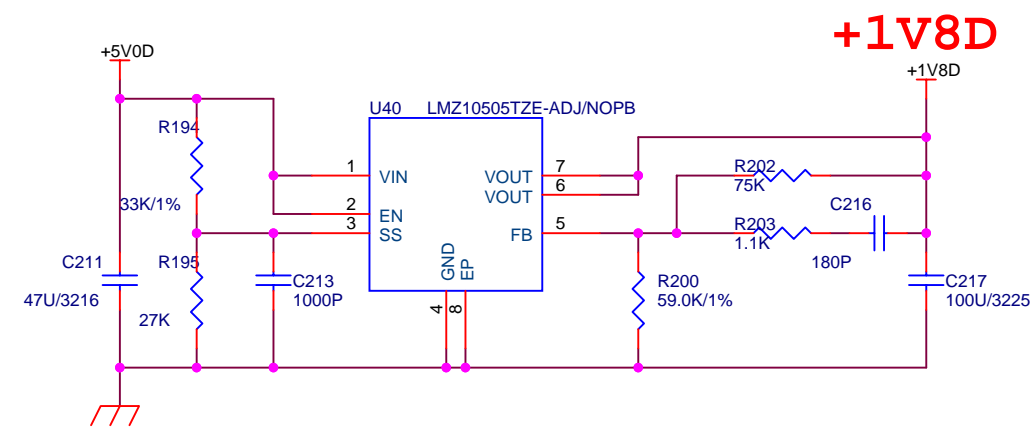 +1V8D
+5V0D
+1V8D
U40 LMZ10505TZE-ADJ/NOPB
R194
33K/1%
1
VIN
2
EN
3
SS
VOUT
7
VOUT
6
FB
5
GND
EP
4
8
R202
75K
R203
1.1K
C216
180P
C211
47U/3216
R195
27K
C213
1000P
R200
59.0K/1%
C217
100U/3225